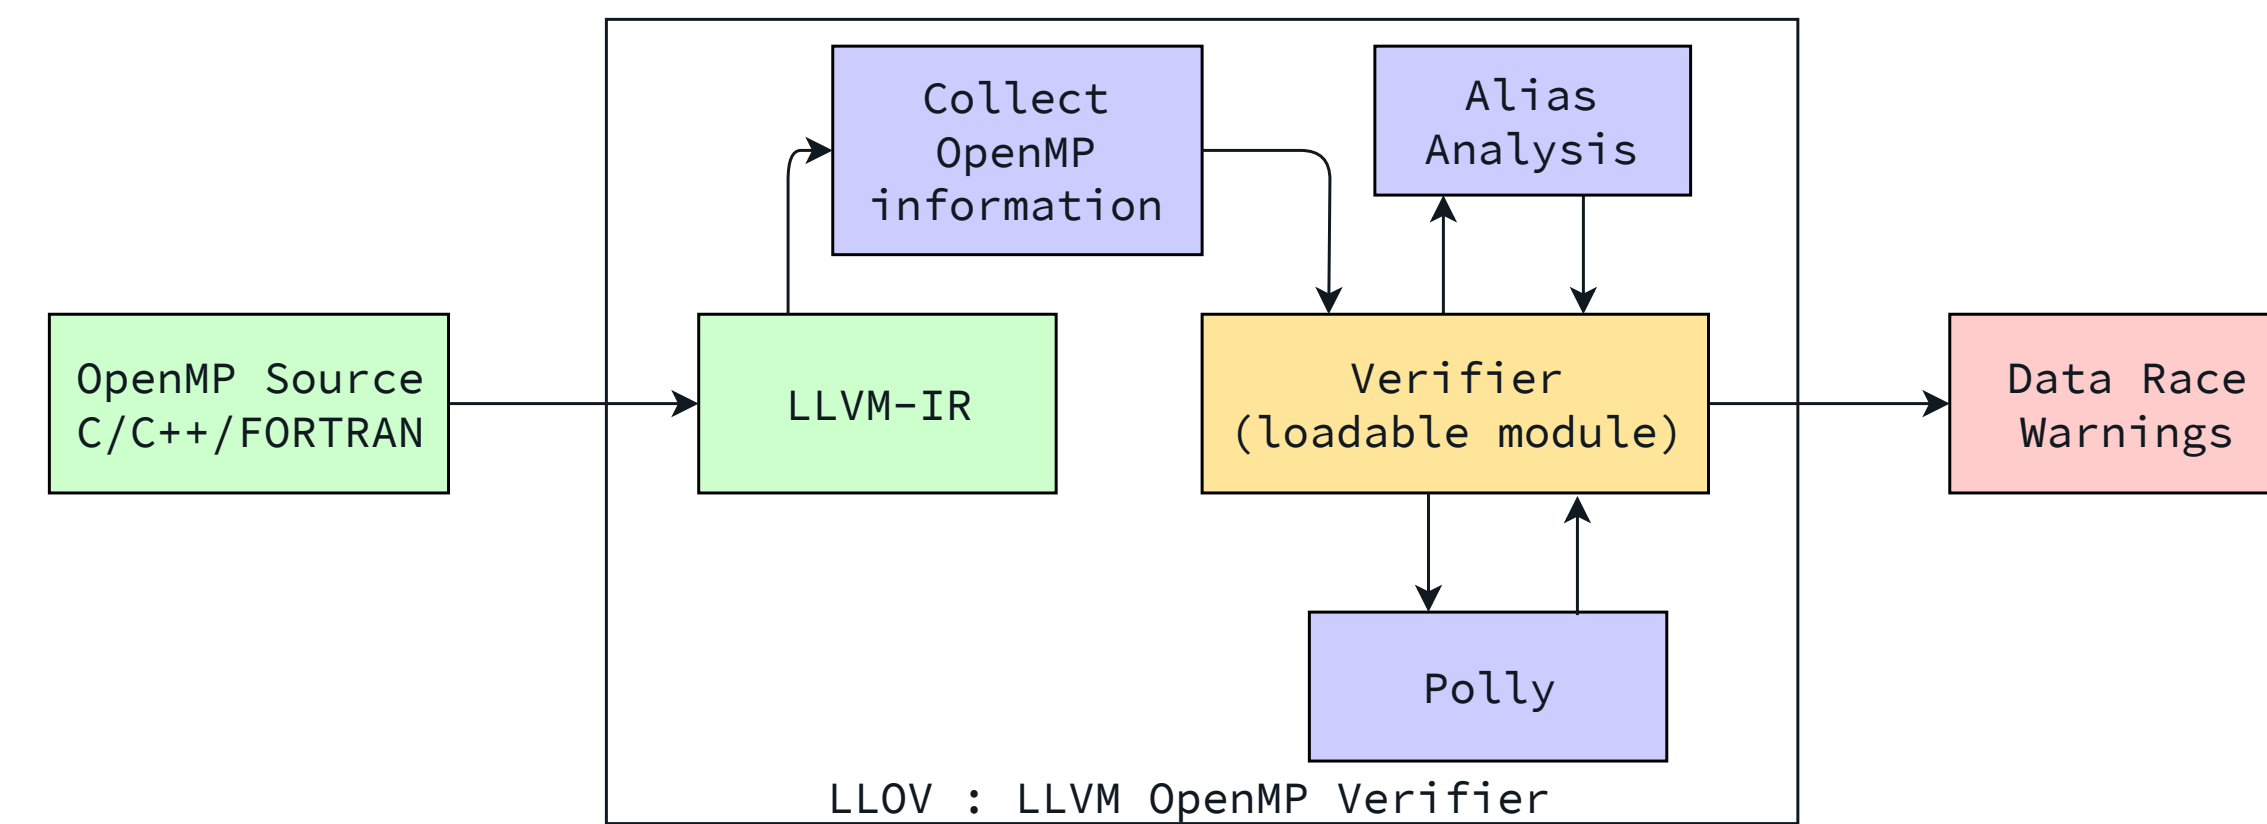 Collect
OpenMP
information
Alias
Analysis
OpenMP Source
C/C++/FORTRAN
LLVM-IR
Verifier
(loadable module)
Data Race
Warnings
Polly
LLOV : LLVM OpenMP Verifier